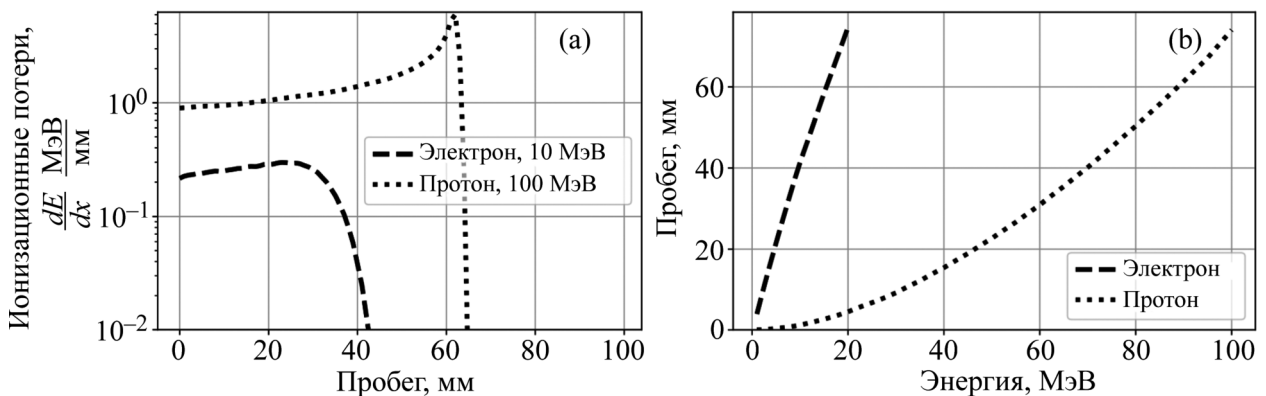 Ионизационные потери,
dE/dx МэВ/мм
10⁰
10⁻¹
10⁻²
(a)
Электрон, 10 МэВ
Протон, 100 МэВ
0 20 40 60 80 100
Пробег, мм
Пробег, мм
60
40
20
0
(b)
Электрон
Протон
0 20 40 60 80 100
Энергия, МэВ